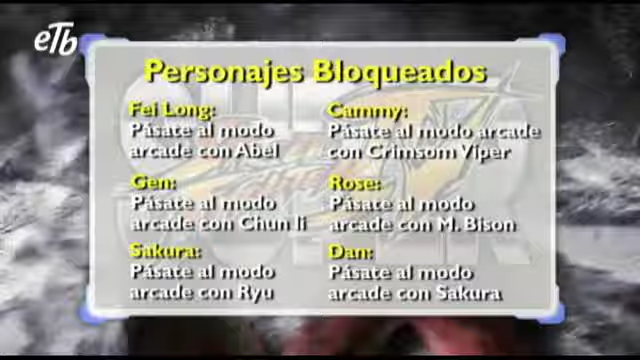 eTb
Personajes Bloqueados
Fei Long:
Pásate al modo
arcade con Abel
Cammy:
Pásate al modo arcade
con Crimsom Viper
Gen:
Pásate al modo
arcade con Chun li
Rose:
Pásate al modo
arcade con M. Bison
Sakura:
Pásate al modo
arcade con Ryu
Dan:
Pásate al modo
arcade con Sakura